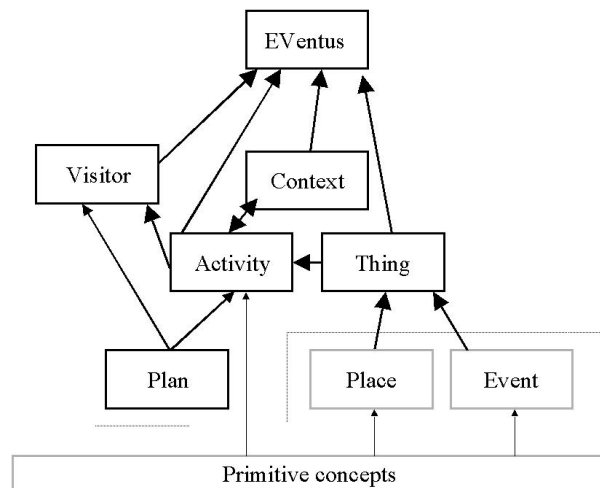 EVentus
Visitor
Context
Activity
Thing
Plan
Place
Event
Primitive concepts